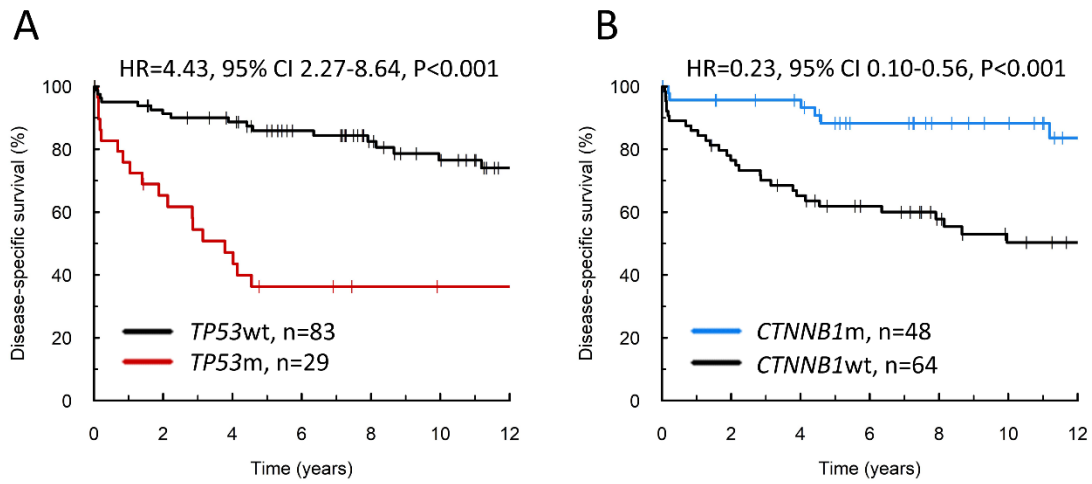 A
HR=4.43, 95% CI 2.27-8.64, P<0.001
Disease-specific survival (%)
100
80
60
40
20
0
TP53wt, n=83
TP53m, n=29
0 2 4 6 8 10 12
Time (years)
B
HR=0.23, 95% CI 0.10-0.56, P<0.001
Disease-specific survival (%)
100
80
60
40
20
0
CTNNB1m, n=48
CTNNB1wt, n=64
0 2 4 6 8 10 12
Time (years)